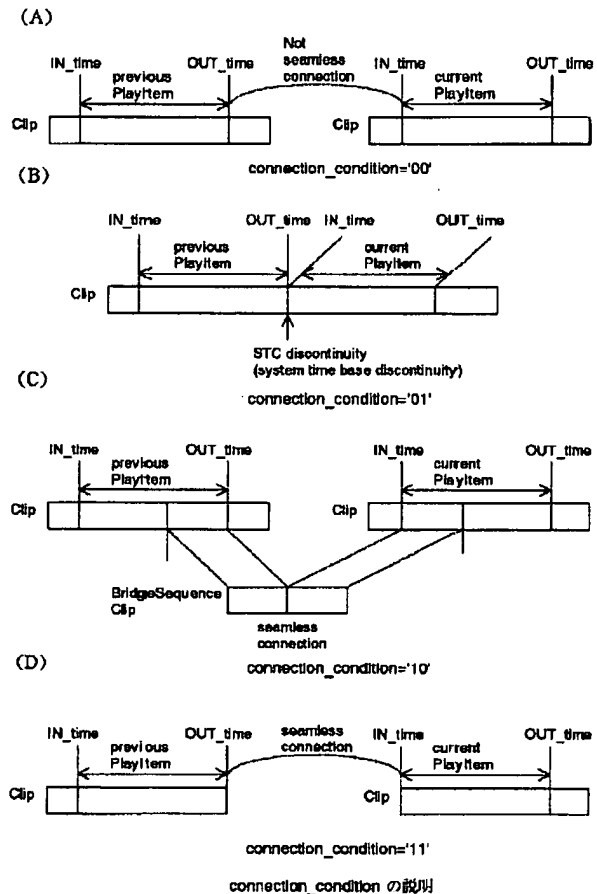 (A)
Not
seamless
connection
IN_time
OUT_time
IN_time
OUT_time
previous
PlayItem
current
PlayItem
Clip
Clip
connection_condition='00'
(B)
IN_time
OUT_time
IN_time
OUT_time
previous
PlayItem
current
PlayItem
Clip
STC discontinuity
(system time base discontinuity)
connection_condition='01'
(C)
IN_time
OUT_time
IN_time
OUT_time
previous
PlayItem
current
PlayItem
Clip
Clip
BridgeSequence
Clip
seamless
connection
connection_condition='10'
(D)
IN_time
OUT_time
seamless
connection
IN_time
OUT_time
previous
PlayItem
current
PlayItem
Clip
Clip
connection_condition='11'
connection_condition の説明